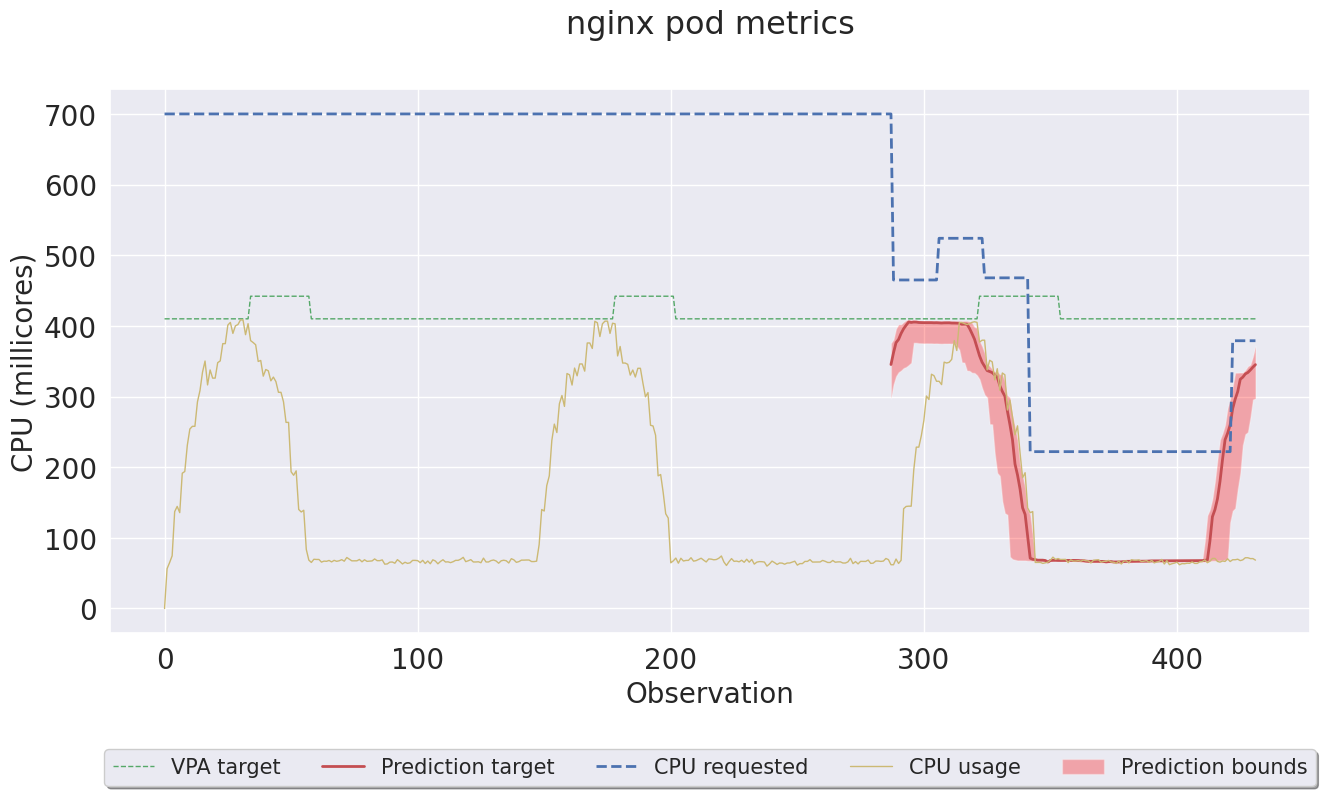 nginx pod metrics
CPU (millicores)
700
600
500
400
300
200
100
0
0 100 200 300 400
Observation
VPA target Prediction target CPU requested CPU usage Prediction bounds